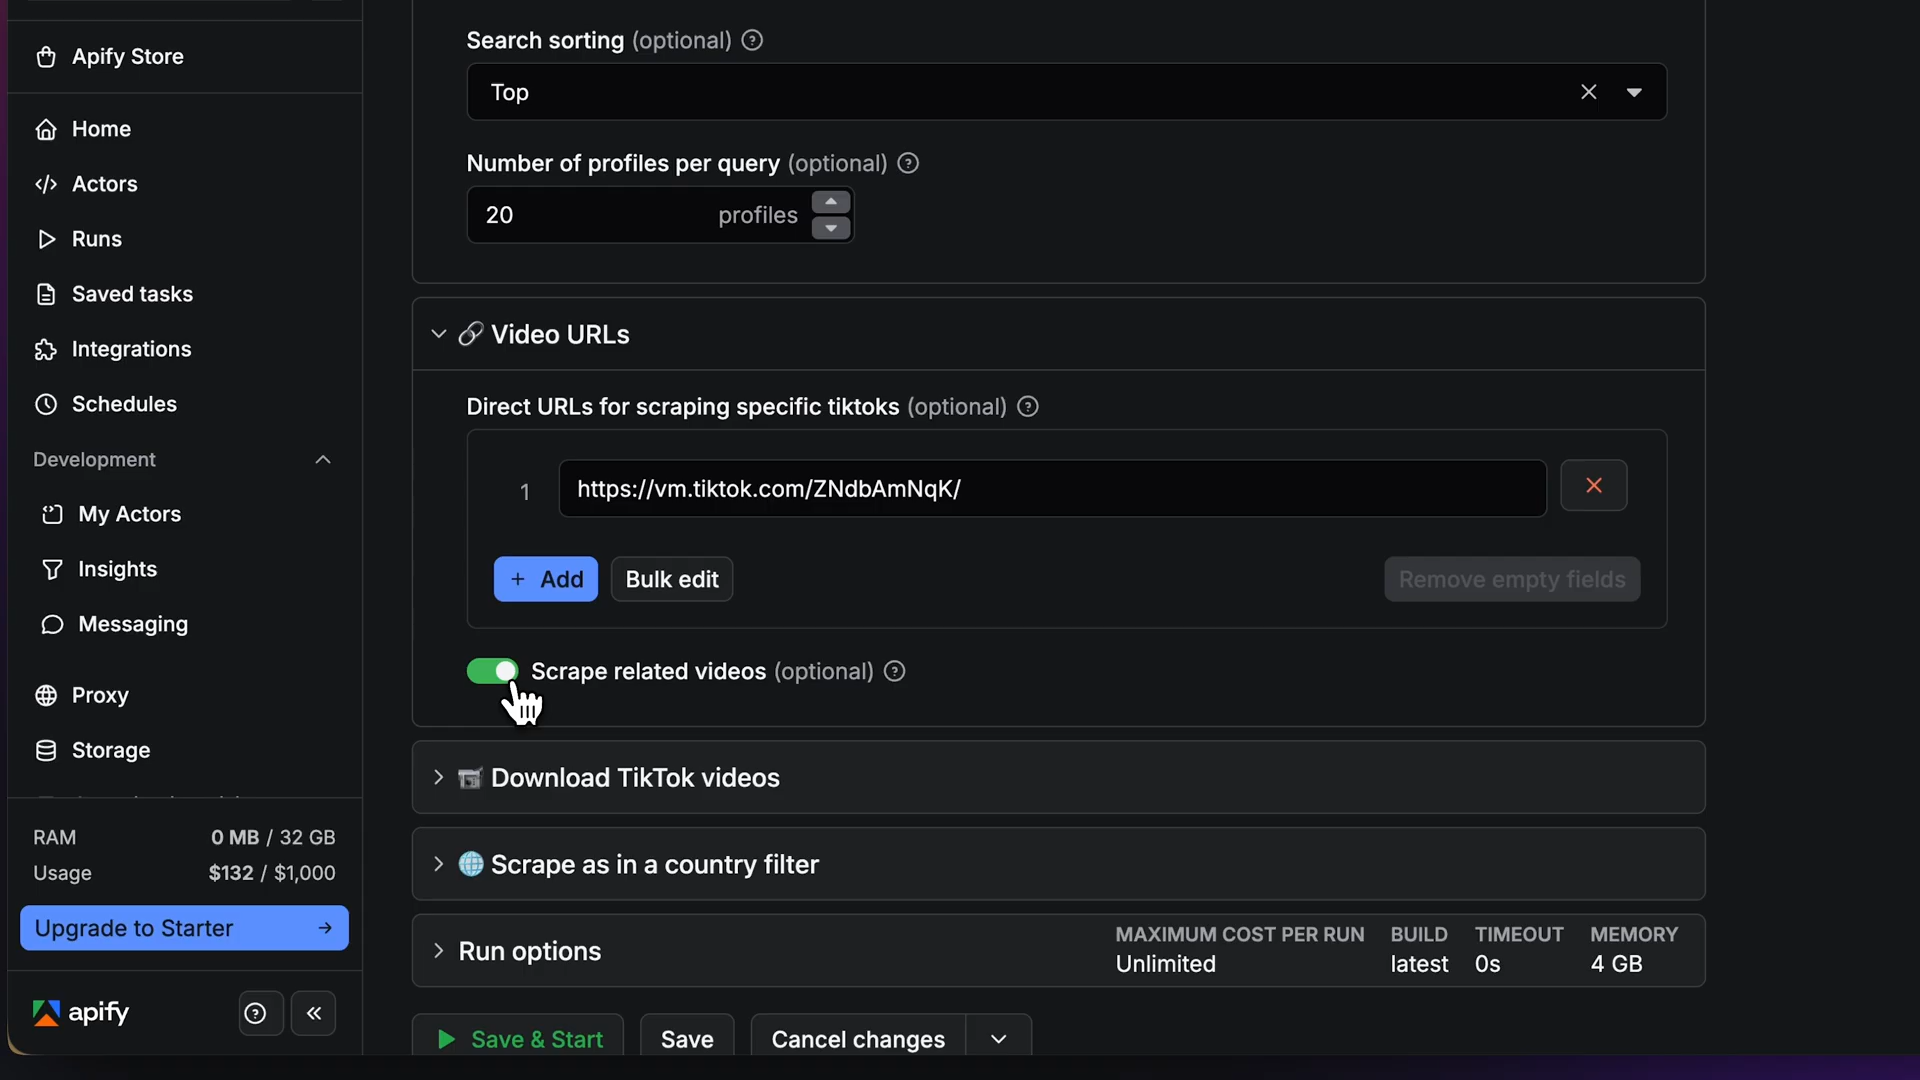 Apify Store
Home
Actors
Runs
Saved tasks
Integrations
Schedules
Development
My Actors
Insights
Messaging
Proxy
Storage
RAM 0 MB / 32 GB
Usage $132 / $1,000
Upgrade to Starter
apify
Search sorting (optional)
Top
Number of profiles per query (optional)
20 profiles
Video URLs
Direct URLs for scraping specific tiktoks (optional)
1 https://vm.tiktok.com/ZNdbAmNqK/
+ Add Bulk edit Remove empty fields
Scrape related videos (optional)
Download TikTok videos
Scrape as in a country filter
Run options
MAXIMUM COST PER RUN BUILD TIMEOUT MEMORY
Unlimited latest 0s 4 GB
Save & Start Save Cancel changes